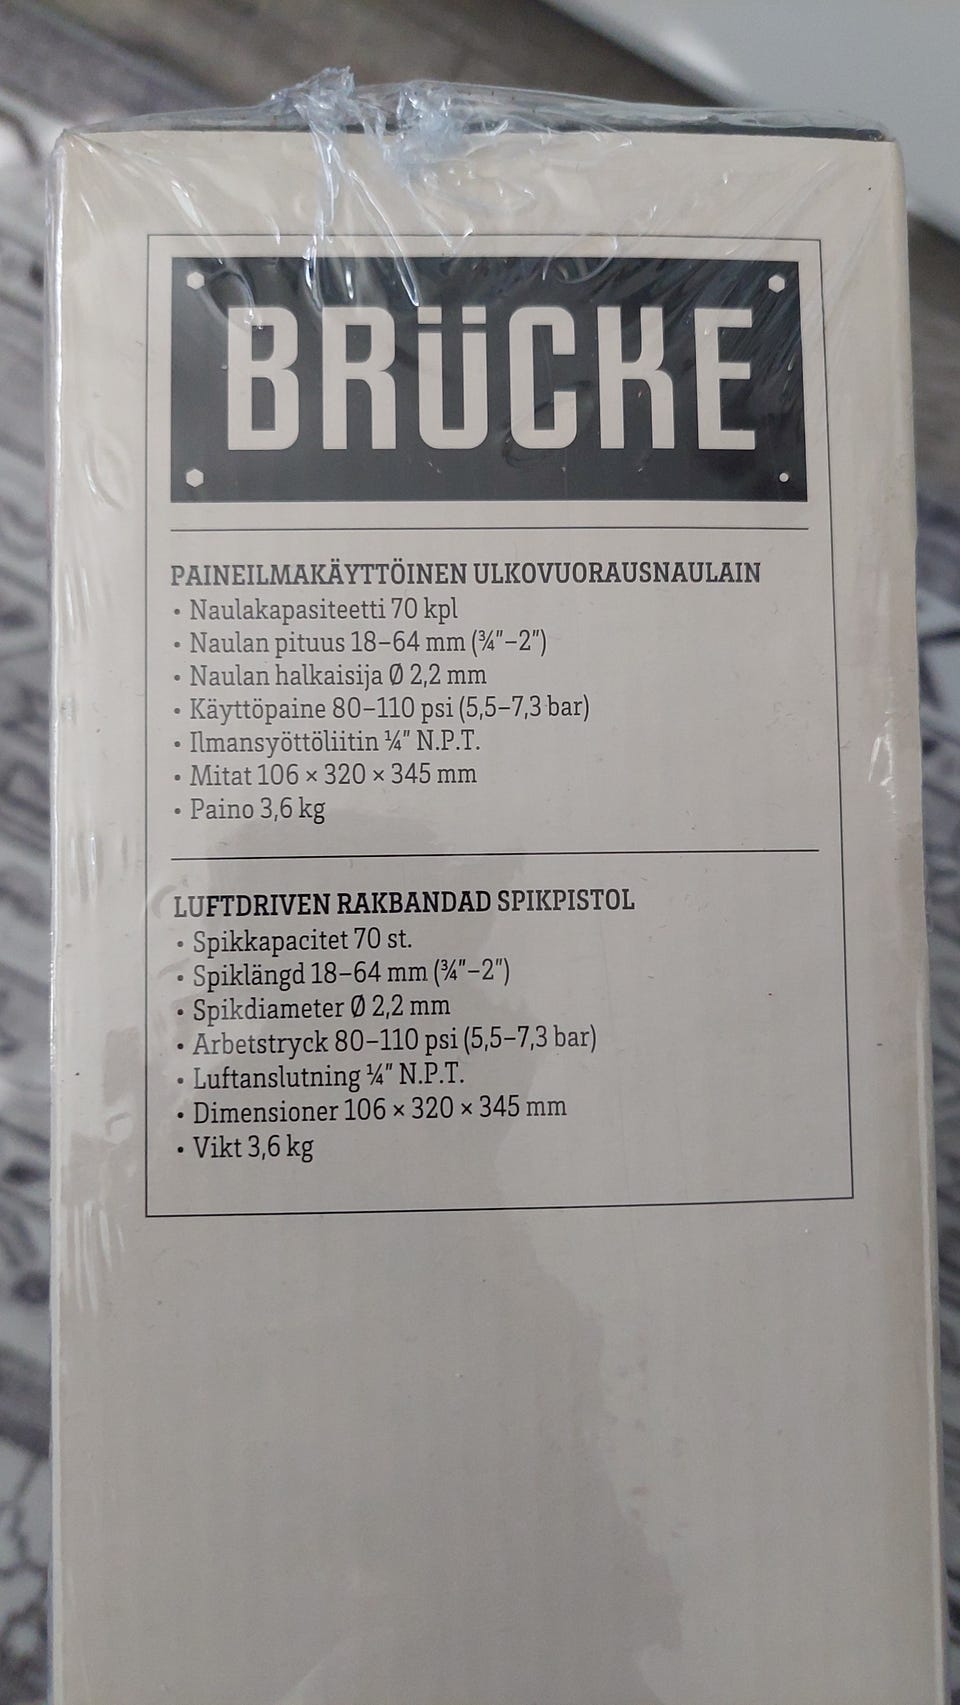 BRÜCKE
PAINEILMAKÄYTTÖINEN ULKOVUORAUSNAULAIN
• Naulakapasiteetti 70 kpl
• Naulan pituus 18–64 mm (¾"–2")
• Naulan halkaisija Ø 2,2 mm
• Käyttöpaine 80–110 psi (5,5–7,3 bar)
• Ilmansyöttöliitin ¼" N.P.T.
• Mitat 106 × 320 × 345 mm
• Paino 3,6 kg
LUFTDRIVEN RAKBANDAD SPIKPISTOL
• Spikkapacitet 70 st.
• Spiklängd 18–64 mm (¾"–2")
• Spikdiameter Ø 2,2 mm
• Arbetstryck 80–110 psi (5,5–7,3 bar)
• Luftanslutning ¼" N.P.T.
• Dimensioner 106 × 320 × 345 mm
• Vikt 3,6 kg